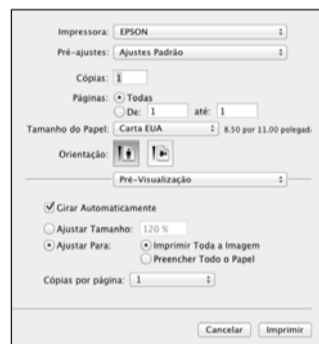 Impressora: EPSON
Pré-ajustes: Ajustes Padrão
Cópias: 1
Páginas: Todas
De: 1 até: 1
Tamanho do Papel: Carta EUA 8.50 por 11.00 polegad
Orientação:
Pré-Visualização
Girar Automaticamente
Ajustar Tamanho: 120 %
Ajustar Para: Imprimir Toda a Imagem
Preencher Todo o Papel
Cópias por página: 1
Cancelar Imprimir